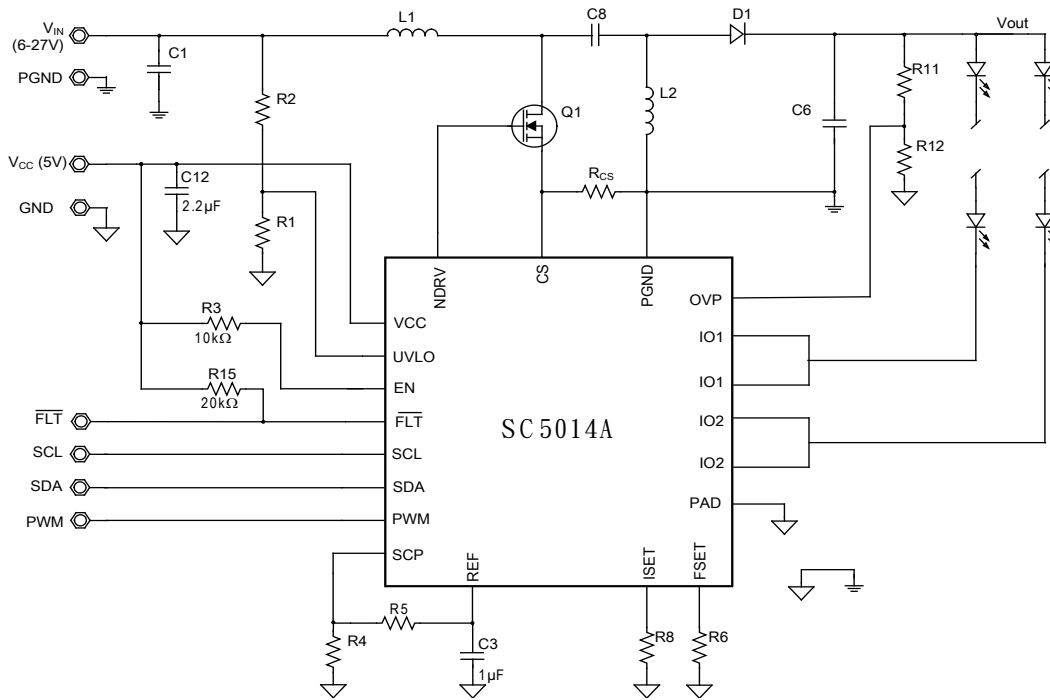 L1
C8
D1
Vout
VIN
(6-27V)
C1
PGND
R2
Q1
L2
C6
R11
R12
VCC (5V)
C12
2.2µF
GND
R1
RCS
NDRV
CS
PGND
OVP
VCC
IO1
R3
10kΩ
UVLO
EN
IO1
R15
20kΩ
FLT
FLT
IO2
SC5014A
SCL
SCL
IO2
SDA
SDA
PAD
PWM
PWM
SCP
REF
ISET
FSET
R5
R4
C3
1µF
R8
R6